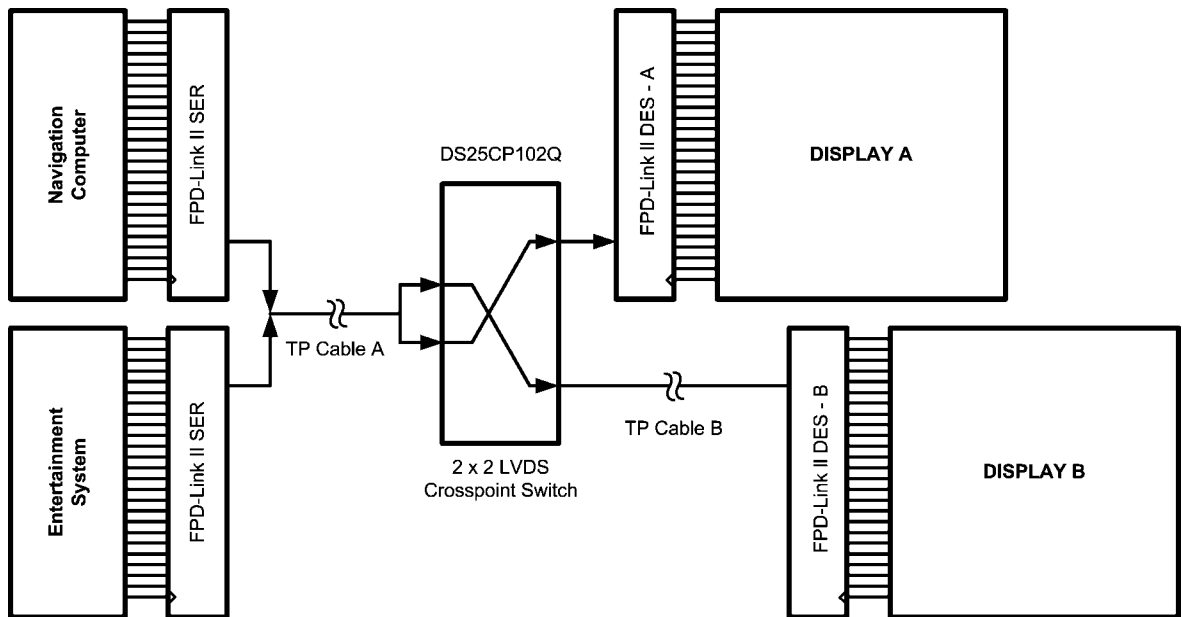 Navigation
Computer
FPD-Link II SER
DS25CP102Q
FPD-Link II DES - A
DISPLAY A
TP Cable A
Entertainment
System
FPD-Link II SER
2 x 2 LVDS
Crosspoint Switch
TP Cable B
FPD-Link II DES - B
DISPLAY B